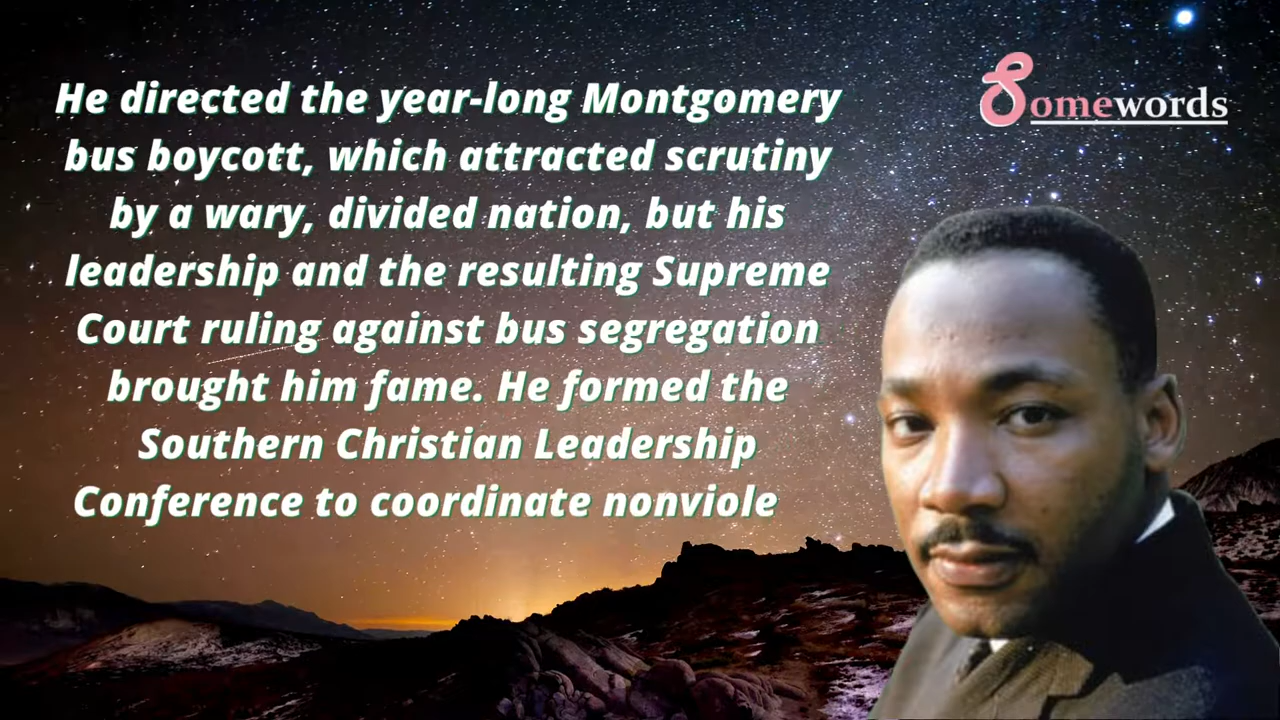 He directed the year-long Montgomery
bus boycott, which attracted scrutiny
by a wary, divided nation, but his
leadership and the resulting Supreme
Court ruling against bus segregation
brought him fame. He formed the
Southern Christian Leadership
Conference to coordinate nonviole
Somewords